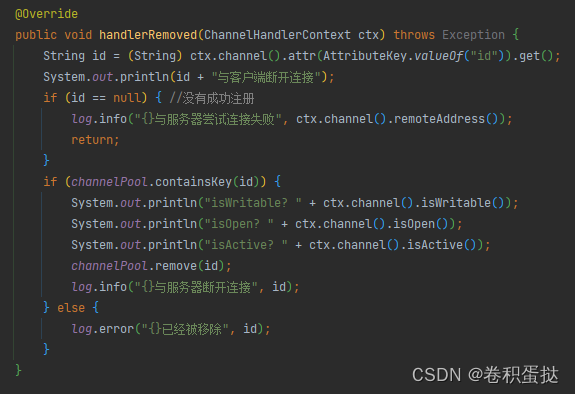 @Override
public void handlerRemoved(ChannelHandlerContext ctx) throws Exception {
    String id = (String) ctx.channel().attr(AttributeKey.valueOf("id")).get();
    System.out.println(id + "与客户端断开连接");
    if (id == null) { //没有成功注册
        log.info("{}与服务器尝试连接失败", ctx.channel().remoteAddress());
        return;
    }
    if (channelPool.containsKey(id)) {
        System.out.println("isWritable? " + ctx.channel().isWritable());
        System.out.println("isOpen? " + ctx.channel().isOpen());
        System.out.println("isActive? " + ctx.channel().isActive());
        channelPool.remove(id);
        log.info("{}与服务器断开连接", id);
    } else {
        log.error("{}已经被移除", id);
    }
}
CSDN @卷积蛋挞